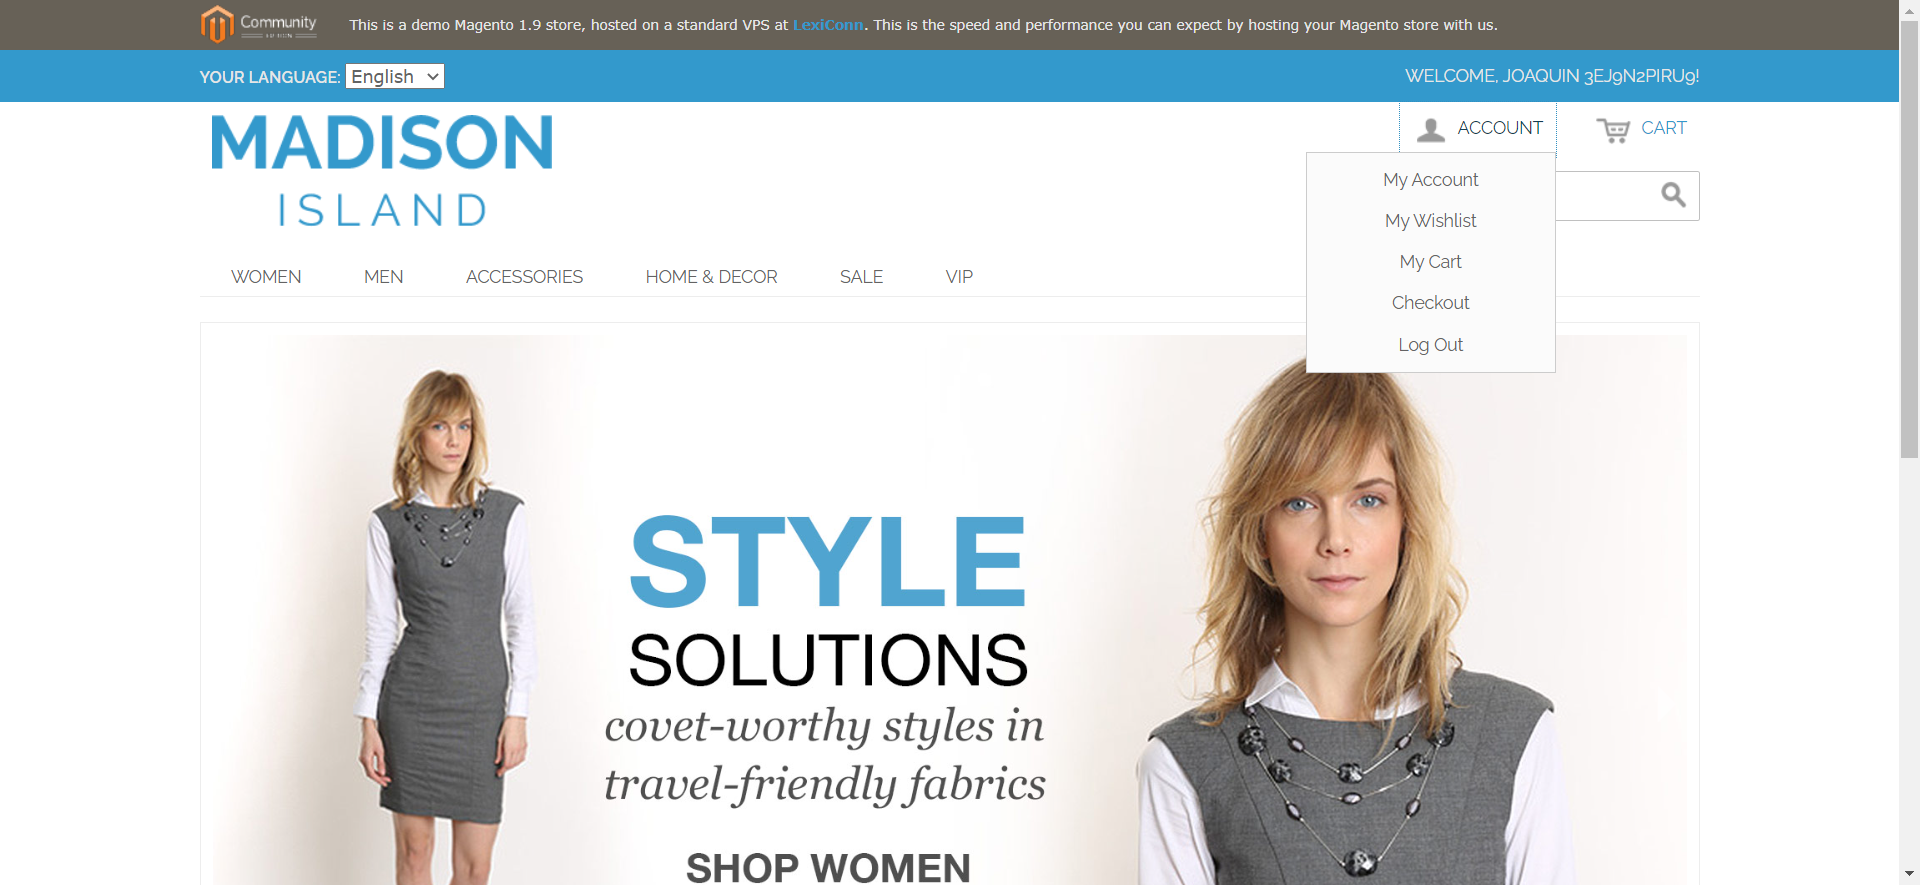 Community
This is a demo Magento 1.9 store, hosted on a standard VPS at LexiConn. This is the speed and performance you can expect by hosting your Magento store with us.
YOUR LANGUAGE: English
WELCOME, JOAQUIN 3EJ9N2PIRU9!
MADISON
ISLAND
ACCOUNT
CART
My Account
My Wishlist
My Cart
Checkout
Log Out
WOMEN
MEN
ACCESSORIES
HOME & DECOR
SALE
VIP
STYLE
SOLUTIONS
covet-worthy styles in
travel-friendly fabrics
SHOP WOMEN